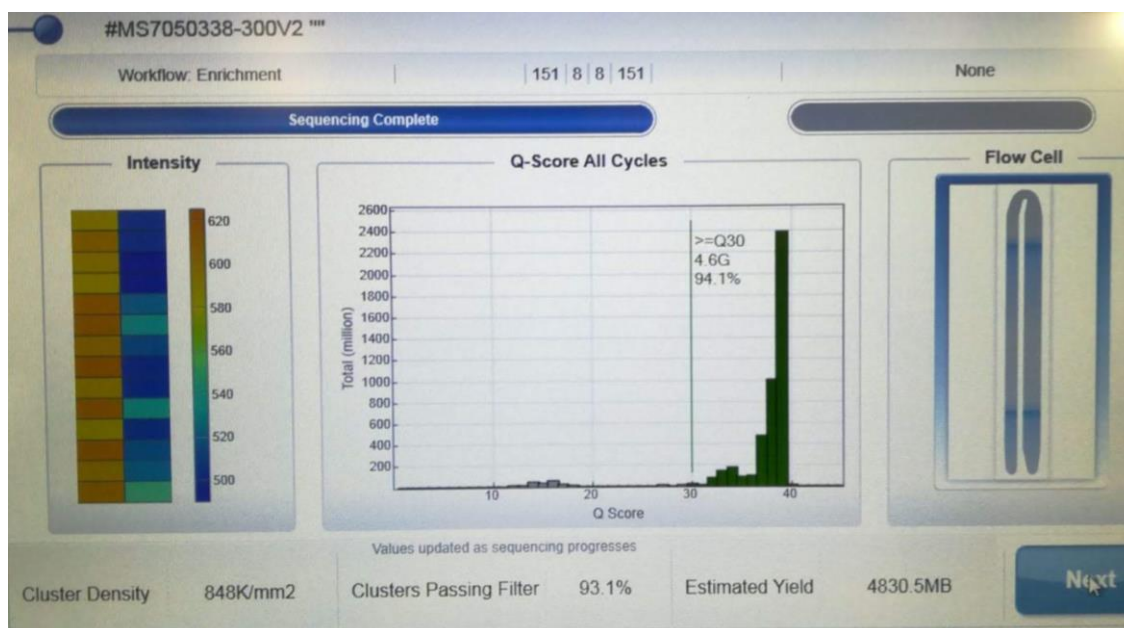 #MS7050338-300V2 ""
Workflow: Enrichment | 151 | 8 | 8 | 151 | | None
Sequencing Complete
Intensity
620
600
580
560
540
520
500
Q-Score All Cycles
2600
2400
2200
2000
1800
1600
1400
1200
1000
800
600
400
200
Total (million)
>=Q30
4.6G
94.1%
10 20 30 40
Q Score
Flow Cell
Values updated as sequencing progresses
Cluster Density 848K/mm2 Clusters Passing Filter 93.1% Estimated Yield 4830.5MB
Next